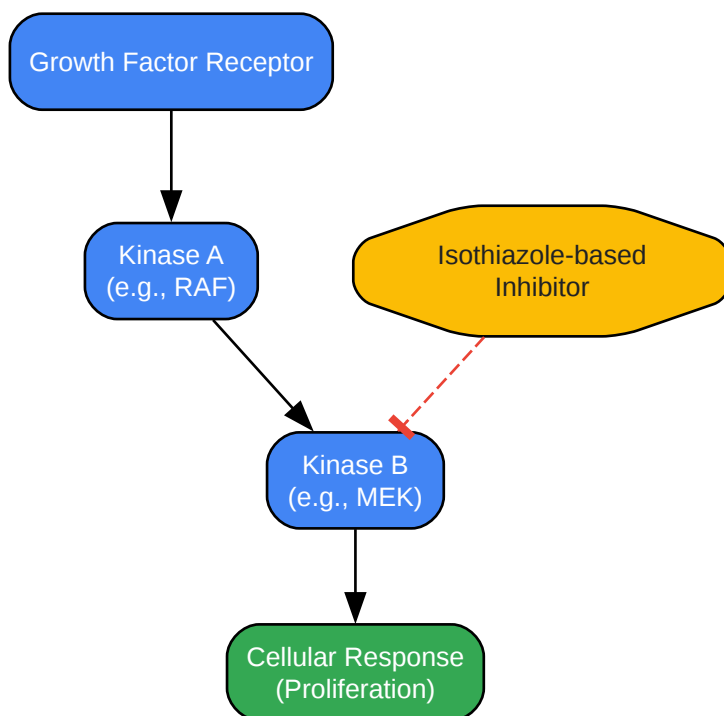 Growth Factor Receptor
Kinase A
(e.g., RAF)
Isothiazole-based
Inhibitor
Kinase B
(e.g., MEK)
Cellular Response
(Proliferation)